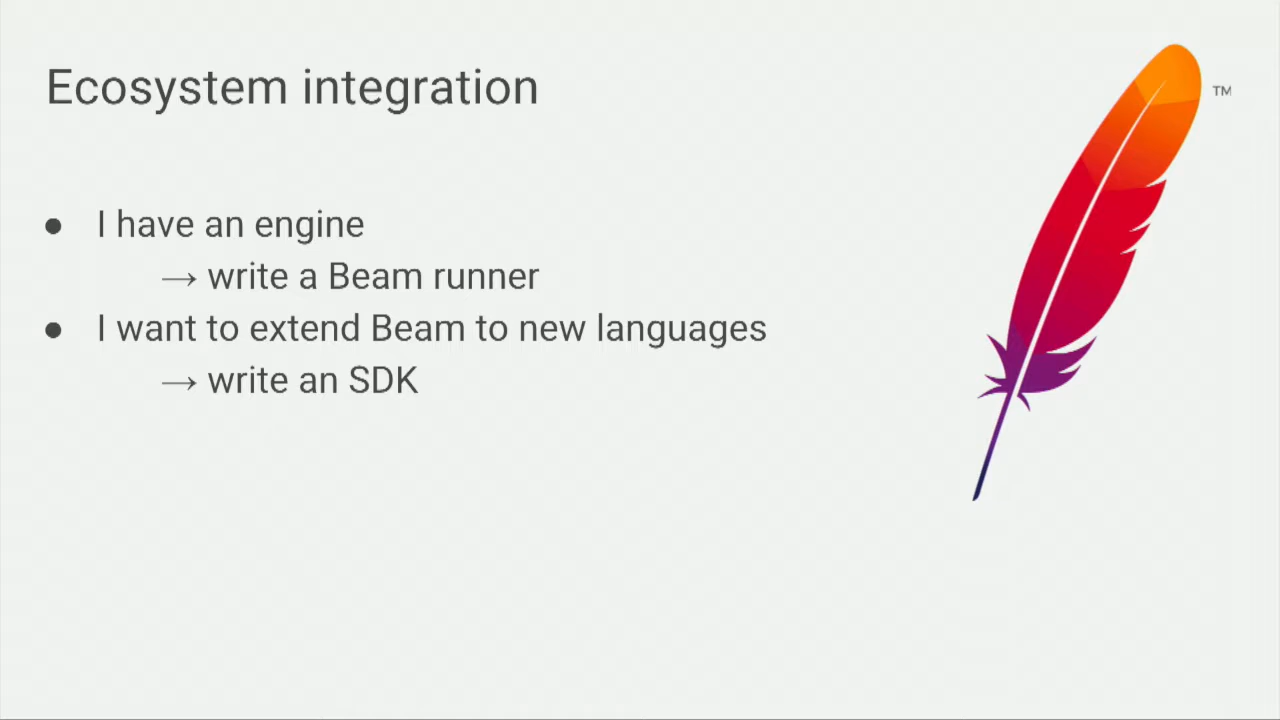 Ecosystem integration
TM
● I have an engine
→ write a Beam runner
● I want to extend Beam to new languages
→ write an SDK